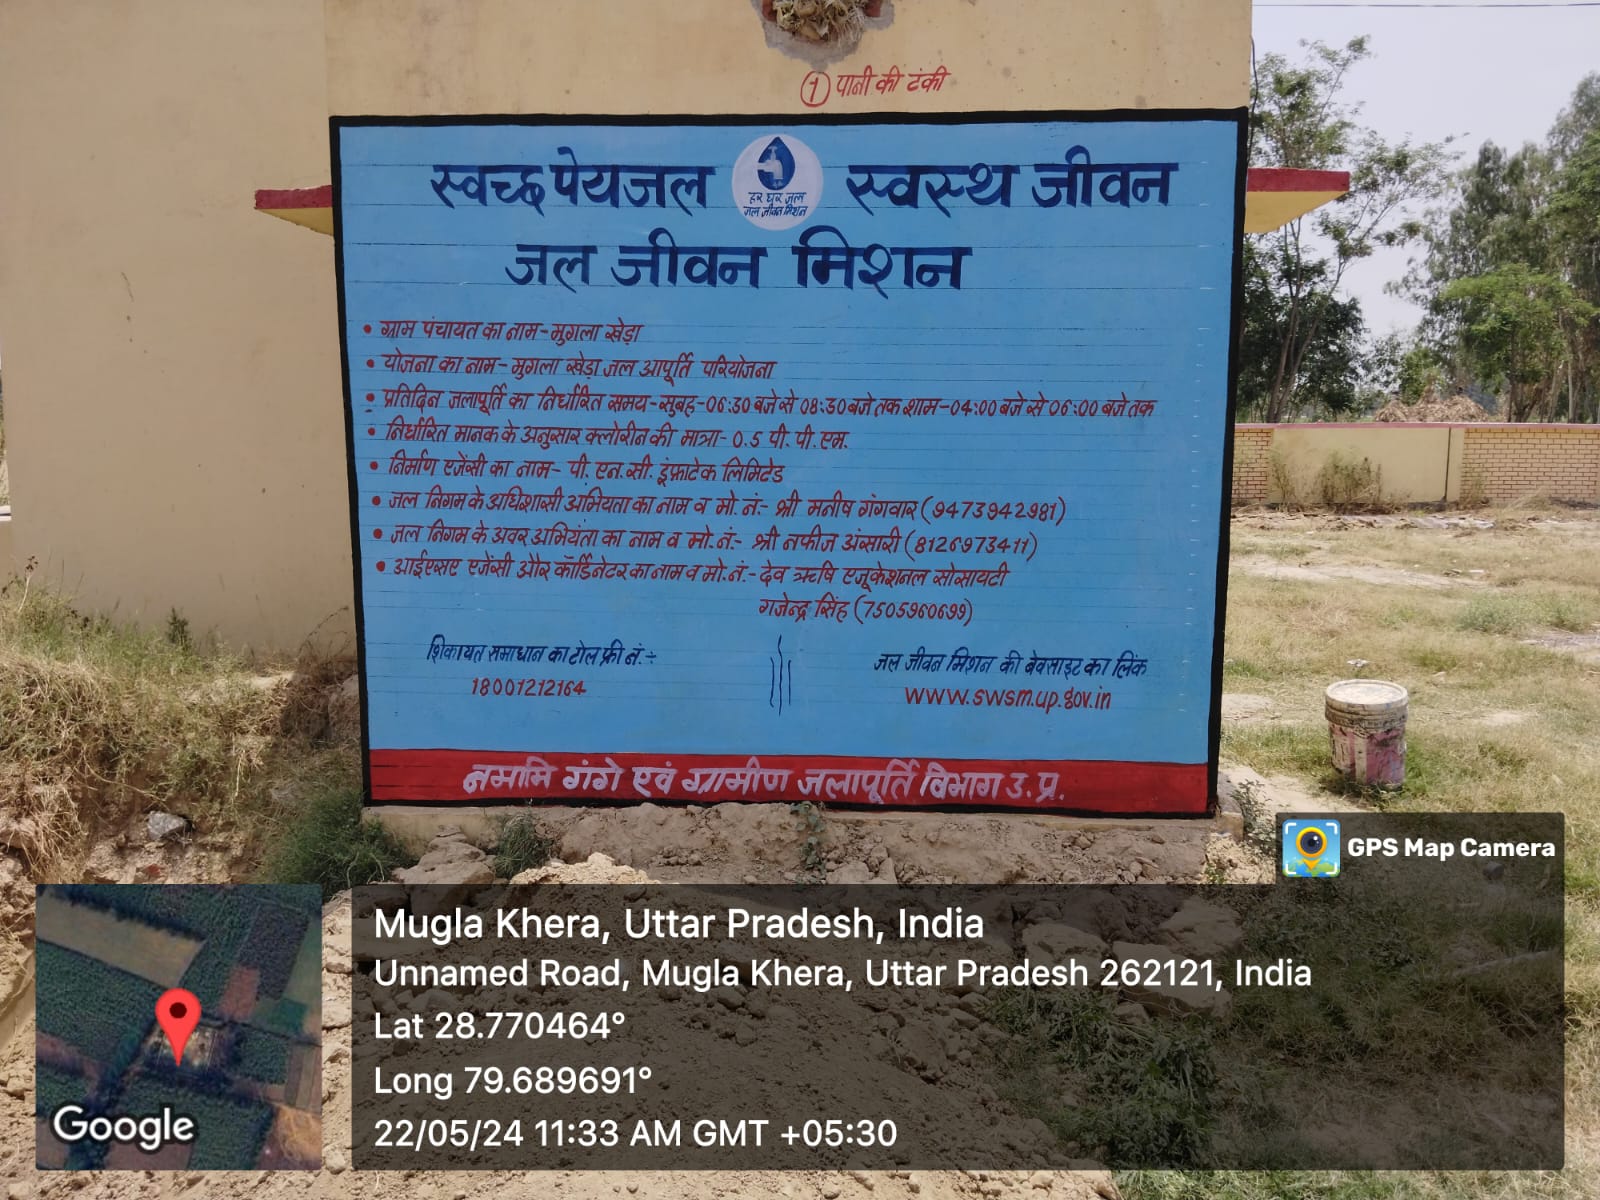 ① पानी की टंकी
स्वच्छ पेयजल स्वस्थ जीवन
हर घर जल
जल जीवन मिशन
जल जीवन मिशन
• ग्राम पंचायत का नाम - मुगला खेड़ा
• योजना का नाम - मुगला खेड़ा जल आपूर्ति परियोजना
• प्रतिदिन जलापूर्ति का निर्धारित समय - सुबह - 06:30 बजे से 08:30 बजे तक शाम - 04:00 बजे से 06:00 बजे तक
• निर्धारित मानक के अनुसार क्लोरीन की मात्रा - 0.5 पी.पी.एम.
• निर्माण एजेंसी का नाम - पी.एन.सी. इंफ्राटेक लिमिटेड
• जल निगम के अधिशासी अभियंता का नाम व मो.नं.- श्री मनीष गंगवार (9473942981)
• जल निगम के अवर अभियंता का नाम व मो.नं.- श्री नफीज अंसारी (8126973411)
• आईएसए एजेंसी और कॉर्डिनेटर का नाम व मो.नं.- देव ऋषि एजूकेशनल सोसायटी
गजेन्द्र सिंह (7505960699)
शिकायत समाधान का टोल फ्री नं. ÷
18001212164
जल जीवन मिशन की बेवसाइट का लिंक
www.swsm.up.gov.in
नमामि गंगे एवं ग्रामीण जलापूर्ति विभाग उ.प्र.
GPS Map Camera
Mugla Khera, Uttar Pradesh, India
Unnamed Road, Mugla Khera, Uttar Pradesh 262121, India
Lat 28.770464°
Long 79.689691°
22/05/24 11:33 AM GMT +05:30
Google